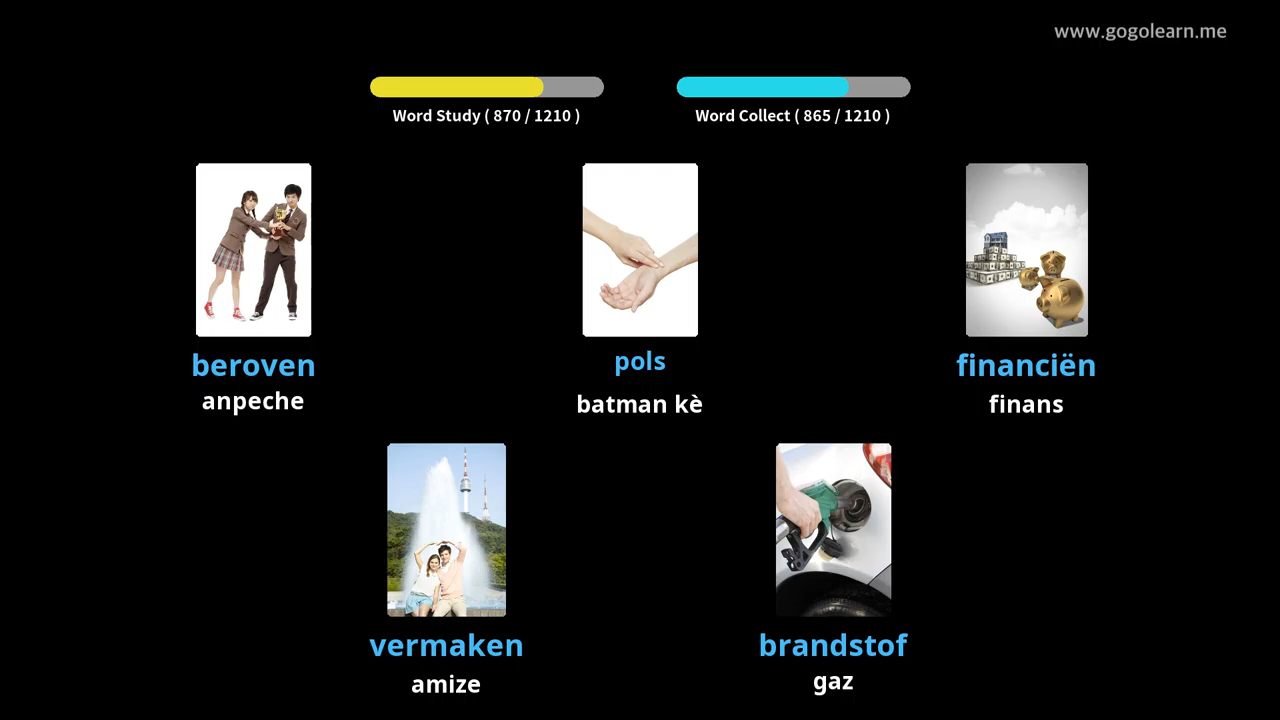 www.gogolearn.me
Word Study ( 870 / 1210 )
Word Collect ( 865 / 1210 )
beroven
anpeche
pols
batman kè
financiën
finans
vermaken
amize
brandstof
gaz